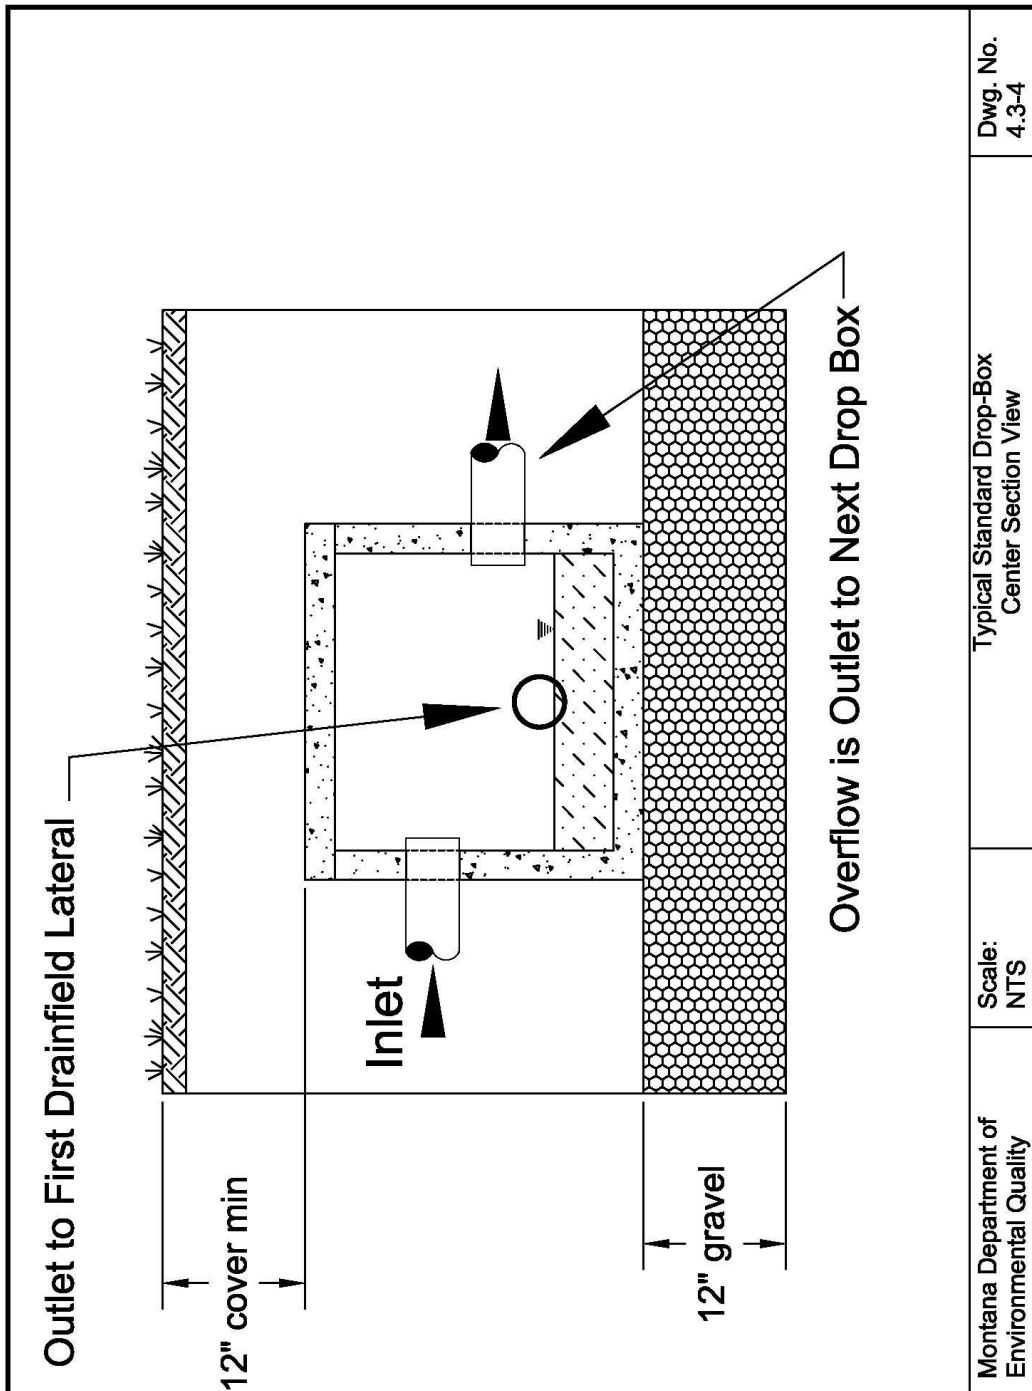 Outlet to First Drainfield Lateral
12" cover min
Inlet
12" gravel
Overflow is Outlet to Next Drop Box
Montana Department of
Environmental Quality
Scale:
NTS
Typical Standard Drop-Box
Center Section View
Dwg. No.
4.3-4